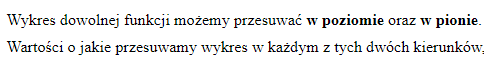 Wykres dowolnej funkcji możemy przesuwać w poziomie oraz w pionie.
Wartości o jakie przesuwamy wykres w każdym z tych dwóch kierunków,